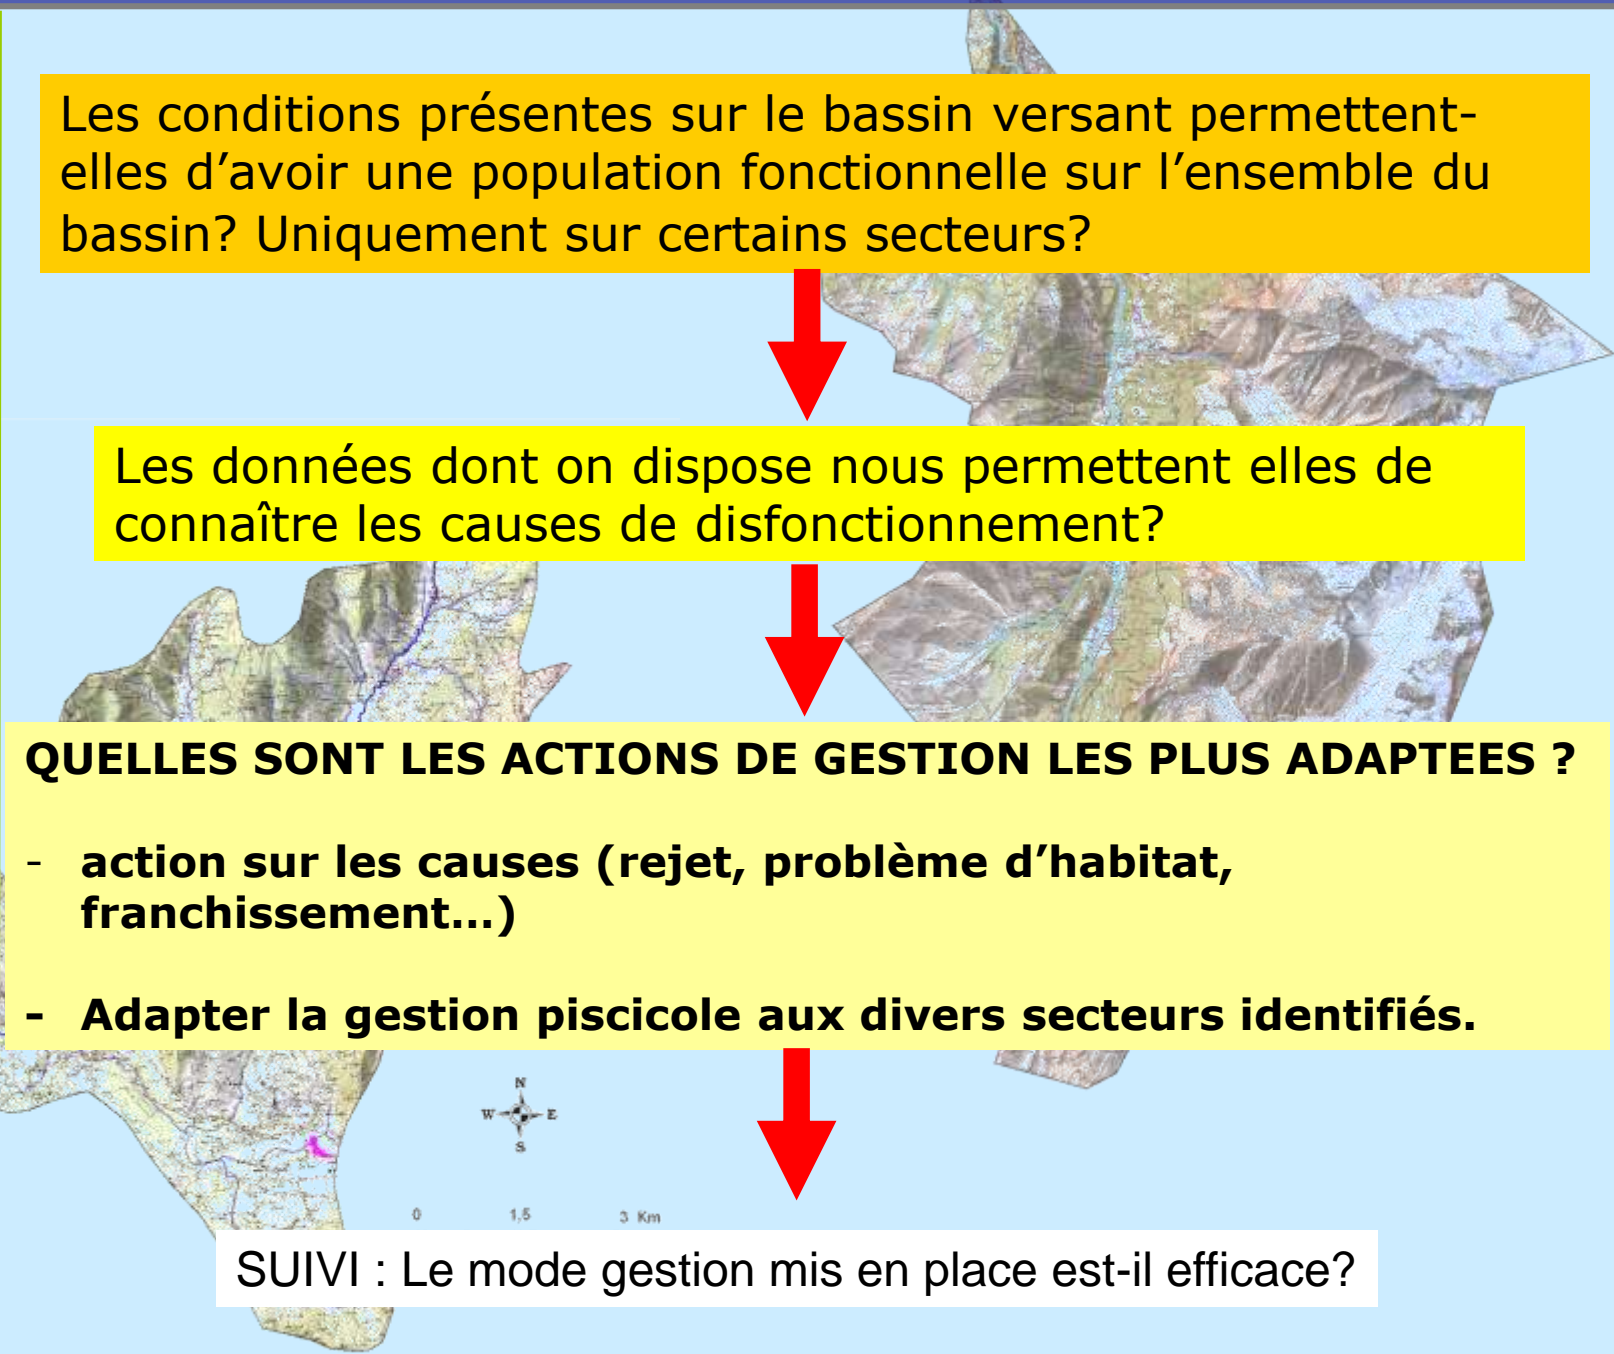 Les conditions présentes sur le bassin versant permettent-
elles d’avoir une population fonctionnelle sur l’ensemble du
bassin? Uniquement sur certains secteurs?
Les données dont on dispose nous permettent elles de
connaître les causes de disfonctionnement?
QUELLES SONT LES ACTIONS DE GESTION LES PLUS ADAPTEES ?
- action sur les causes (rejet, problème d’habitat,
franchissement…)
- Adapter la gestion piscicole aux divers secteurs identifiés.
N
W E
S
0 1,5 3 Km
SUIVI : Le mode gestion mis en place est-il efficace?